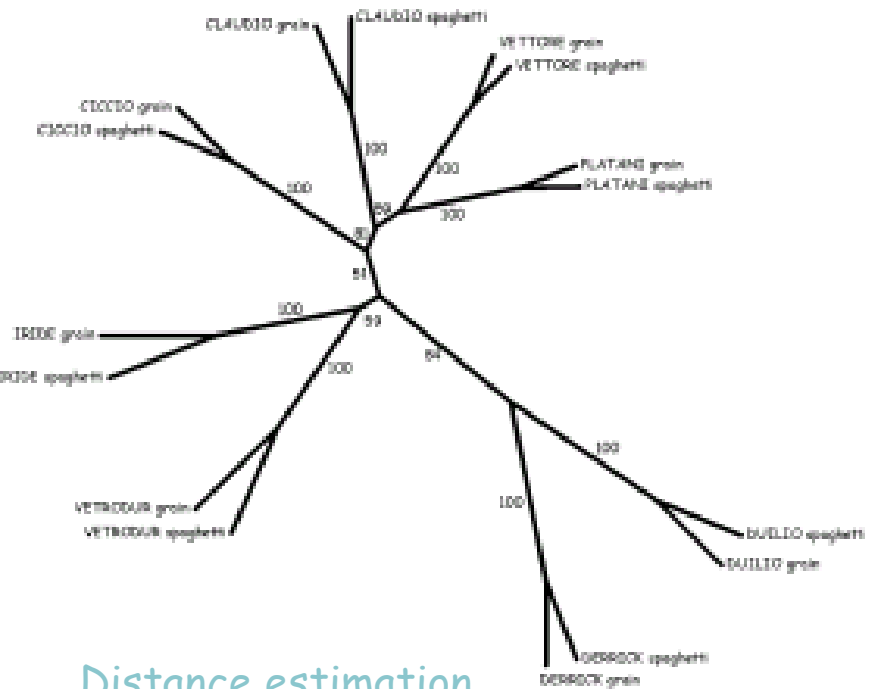 CLAUDIO grain
CLAUDIO spaghetti
VETTORE grain
VETTORE spaghetti
CICCIO grain
CICCIO spaghetti
100
100
PLATANI grain
PLATANI spaghetti
100
100
100
IRIDE grain
59
IRIDE spaghetti
100
100
100
VETRODUR grain
VETRODUR spaghetti
DUILIO spaghetti
DUILIO grain
DERRICK spaghetti
DERRICK grain
Distance estimation